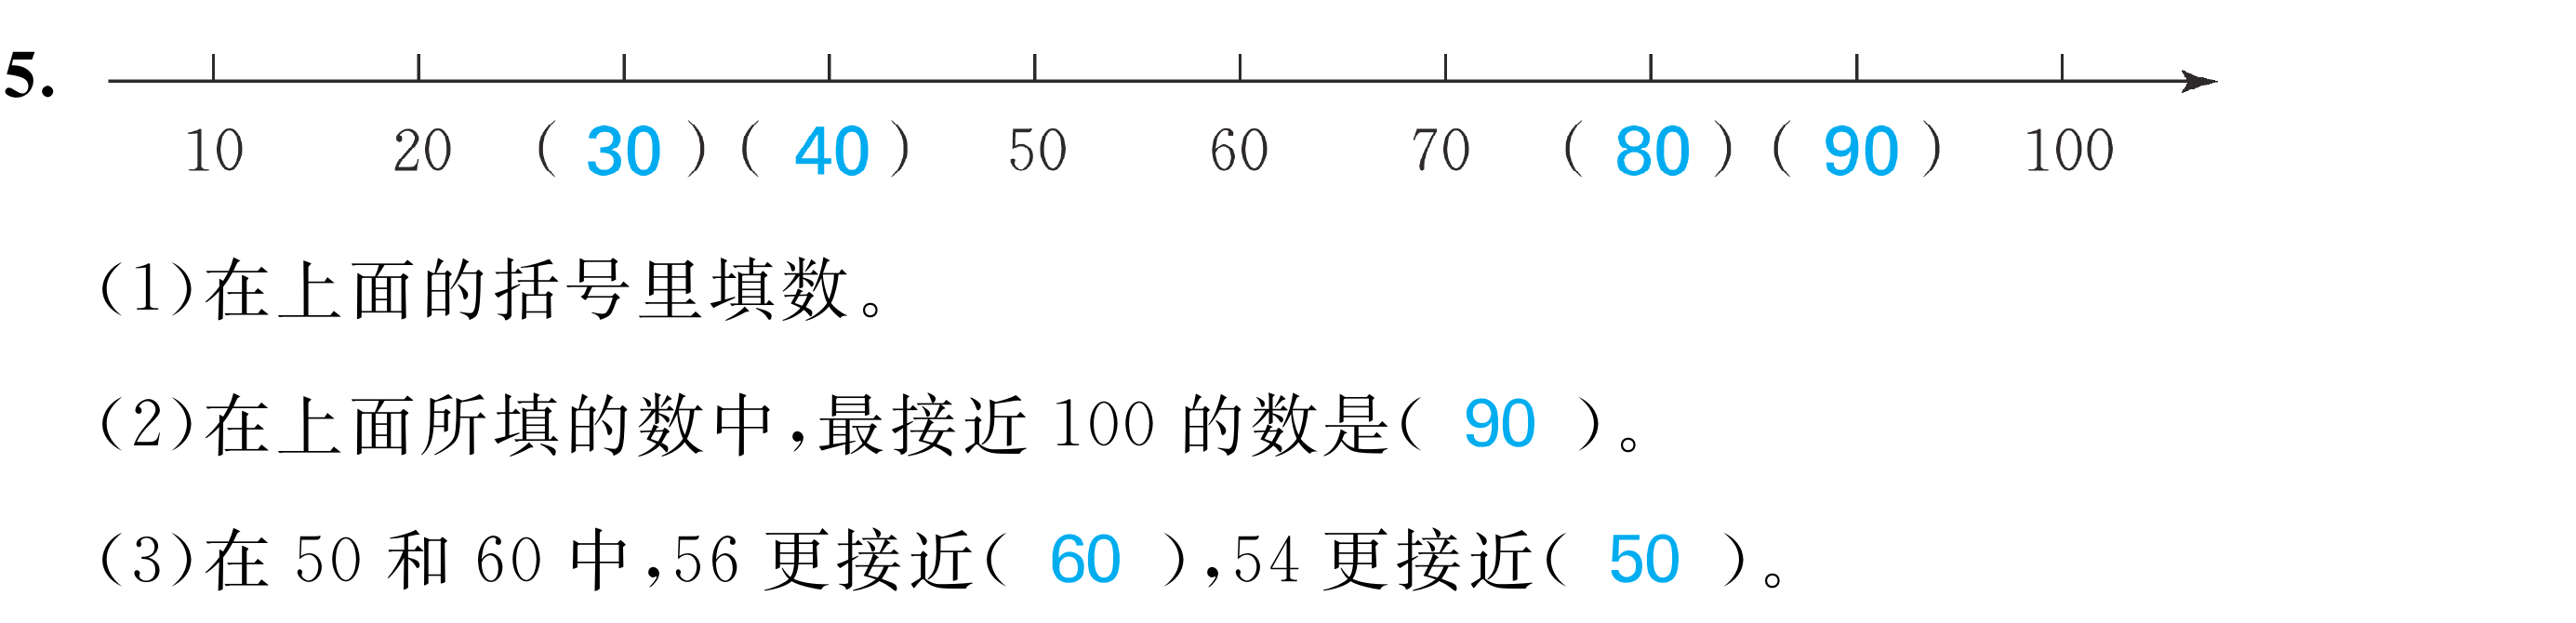 5.
10 20 ( 30 ) ( 40 ) 50 60 70 ( 80 ) ( 90 ) 100
(1)在上面的括号里填数。
(2)在上面所填的数中,最接近 100 的数是( 90 )。
(3)在 50 和 60 中,56 更接近( 60 ),54 更接近( 50 )。